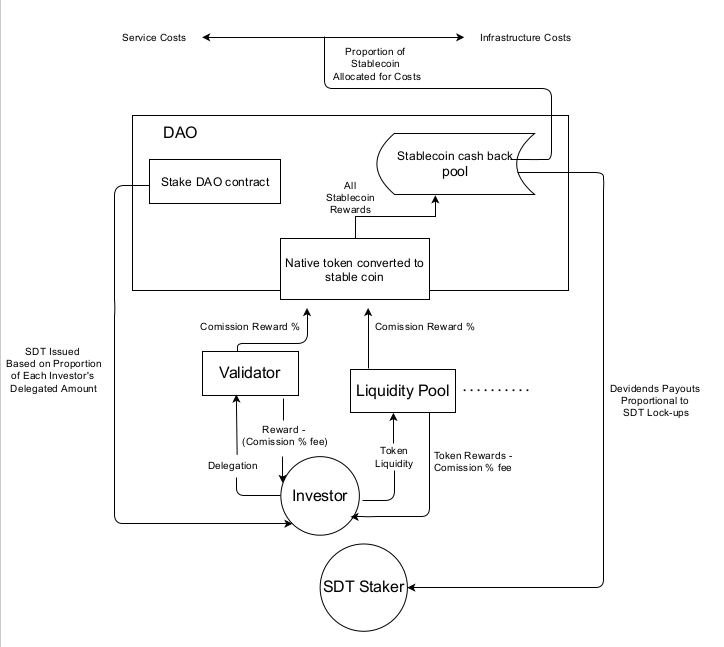 Service Costs
Infrastructure Costs
Proportion of
Stablecoin
Allocated for Costs
DAO
Stablecoin cash back
pool
Stake DAO contract
All
Stablecoin
Rewards
Native token converted to
stable coin
Comission Reward %
Comission Reward %
SDT Issued
Based on Proportion
of Each Investor's
Delegated Amount
Validator
Liquidity Pool
..........
Devidends Payouts
Proportional to
SDT Lock-ups
Reward -
(Comission % fee)
Delegation
Token
Liquidity
Token Rewards -
Comission % fee
Investor
SDT Staker